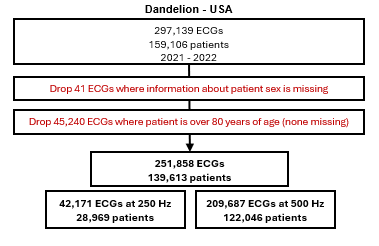 Dandelion - USA
297,139 ECGs
159,106 patients
2021 - 2022
Drop 41 ECGs where information about patient sex is missing
Drop 45,240 ECGs where patient is over 80 years of age (none missing)
251,858 ECGs
139,613 patients
42,171 ECGs at 250 Hz
28,969 patients
209,687 ECGs at 500 Hz
122,046 patients